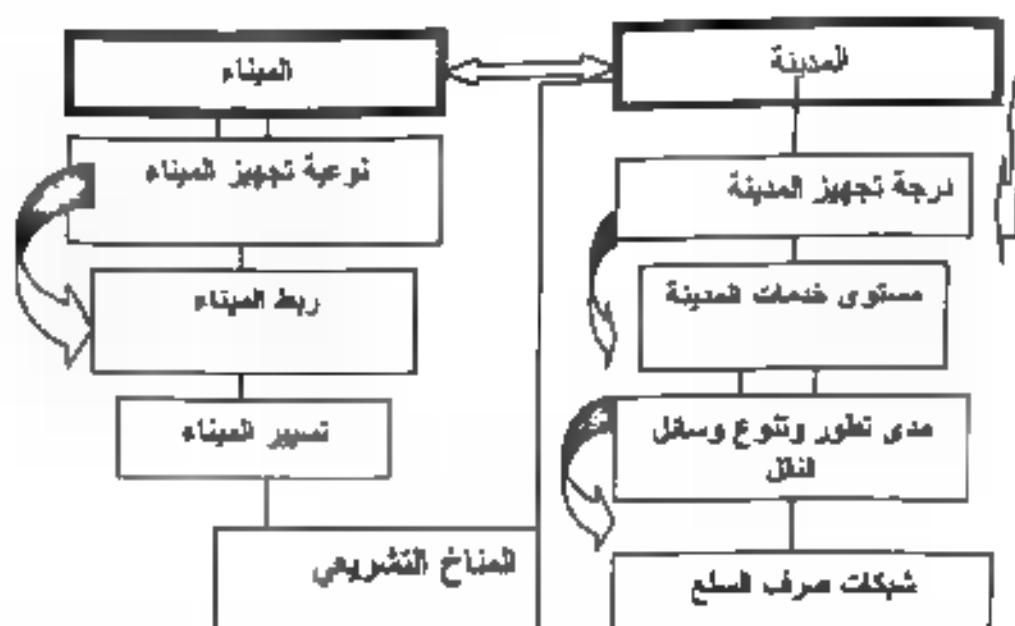 الميناء
المدينة
نوعية تجهيز الميناء
درجة تجهيز المدينة
ربط الميناء
مستوى خدمات المدينة
تسيير الميناء
مدى تطور وتنوع وسائل
النقل
المناخ التشريعي
شبكات صرف السلع